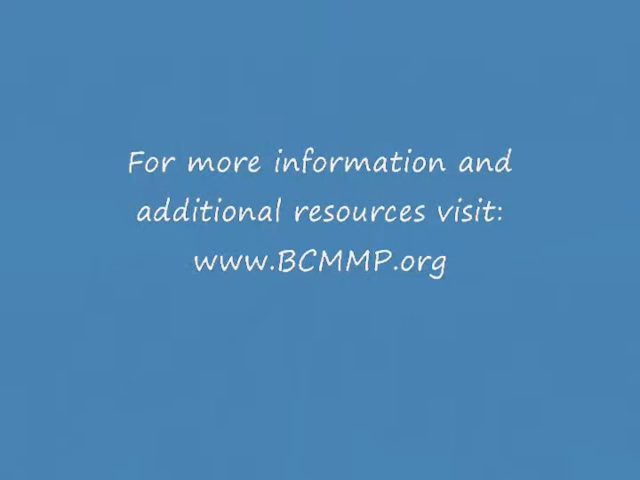 For more information and
additional resources visit:
www.BCMMP.org